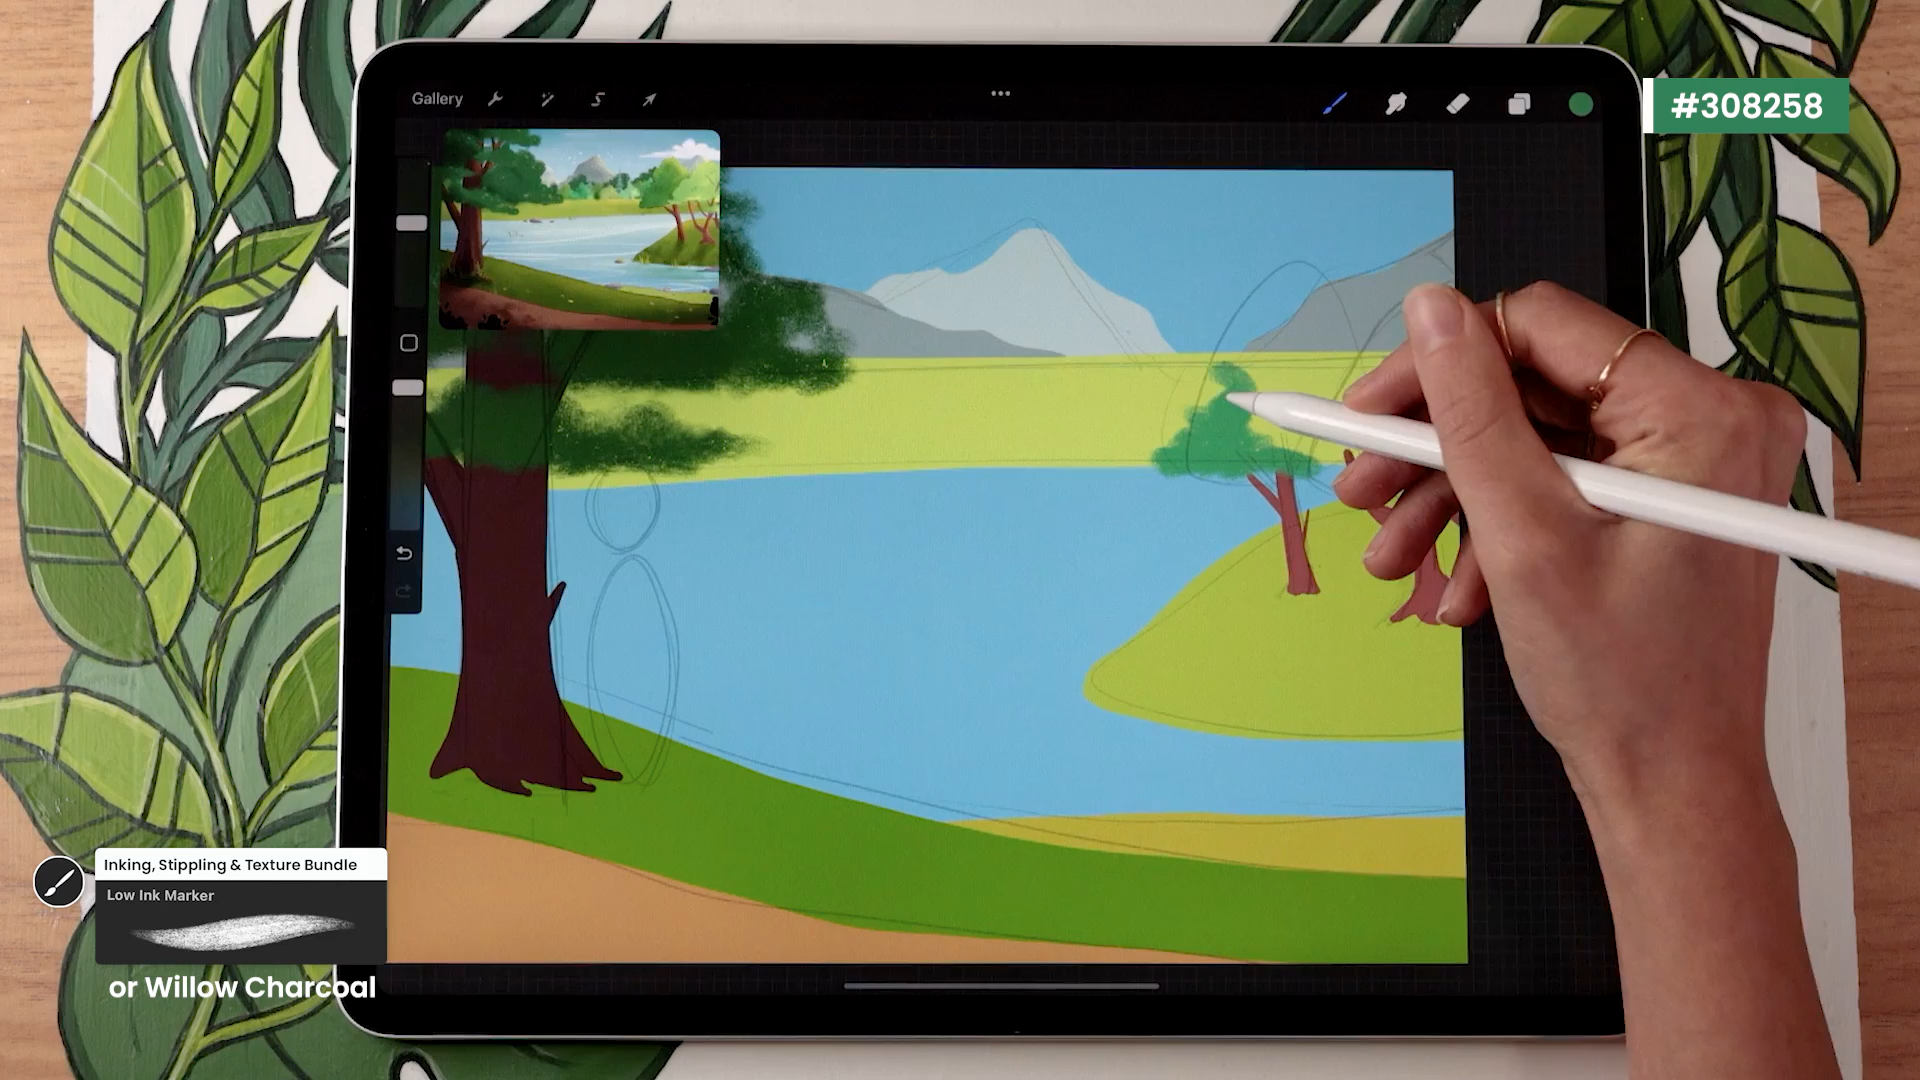 Gallery
#308258
Inking, Stippling & Texture Bundle
Low Ink Marker
or Willow Charcoal